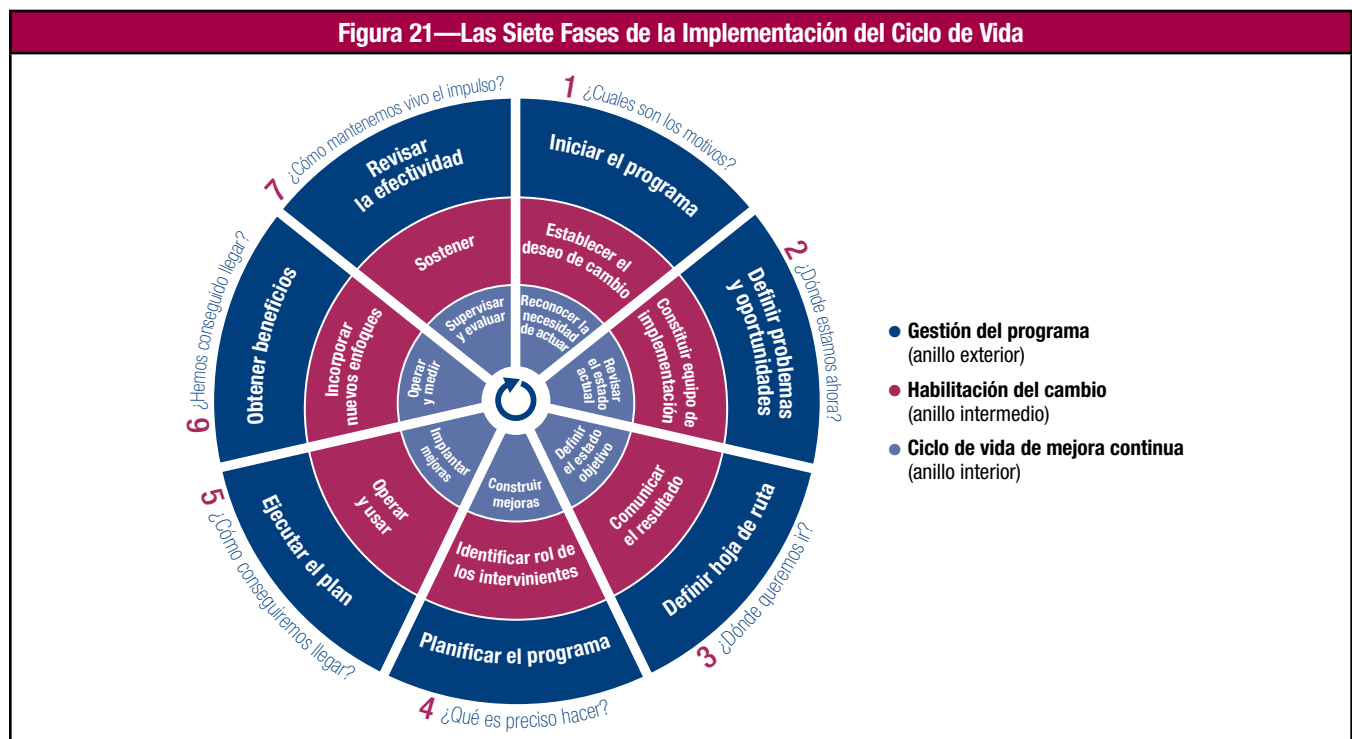 Figura 21—Las Siete Fases de la Implementación del Ciclo de Vida
1 ¿Cuales son los motivos?
Iniciar el programa
Establecer el
deseo de cambio
Reconocer la
necesidad
de actuar
2 ¿Dónde estamos ahora?
Definir problemas
y oportunidades
Constituir equipo de
implementación
Revisar
el estado
actual
3 ¿Dónde queremos ir?
Definir hoja de ruta
Comunicar
el resultado
Definir
el estado
objetivo
4 ¿Qué es preciso hacer?
Planificar el programa
Identificar rol de
los intervinientes
Construir
mejoras
5 ¿Cómo conseguiremos llegar?
Ejecutar el plan
Operar
y usar
Implantar
mejoras
6 ¿Hemos conseguido llegar?
Obtener beneficios
Incorporar
nuevos enfoques
Operar
y medir
7 ¿Cómo mantenemos vivo el impulso?
Revisar
la efectividad
Sostener
Supervisar
y evaluar
Gestión del programa
(anillo exterior)
Habilitación del cambio
(anillo intermedio)
Ciclo de vida de mejora continua
(anillo interior)